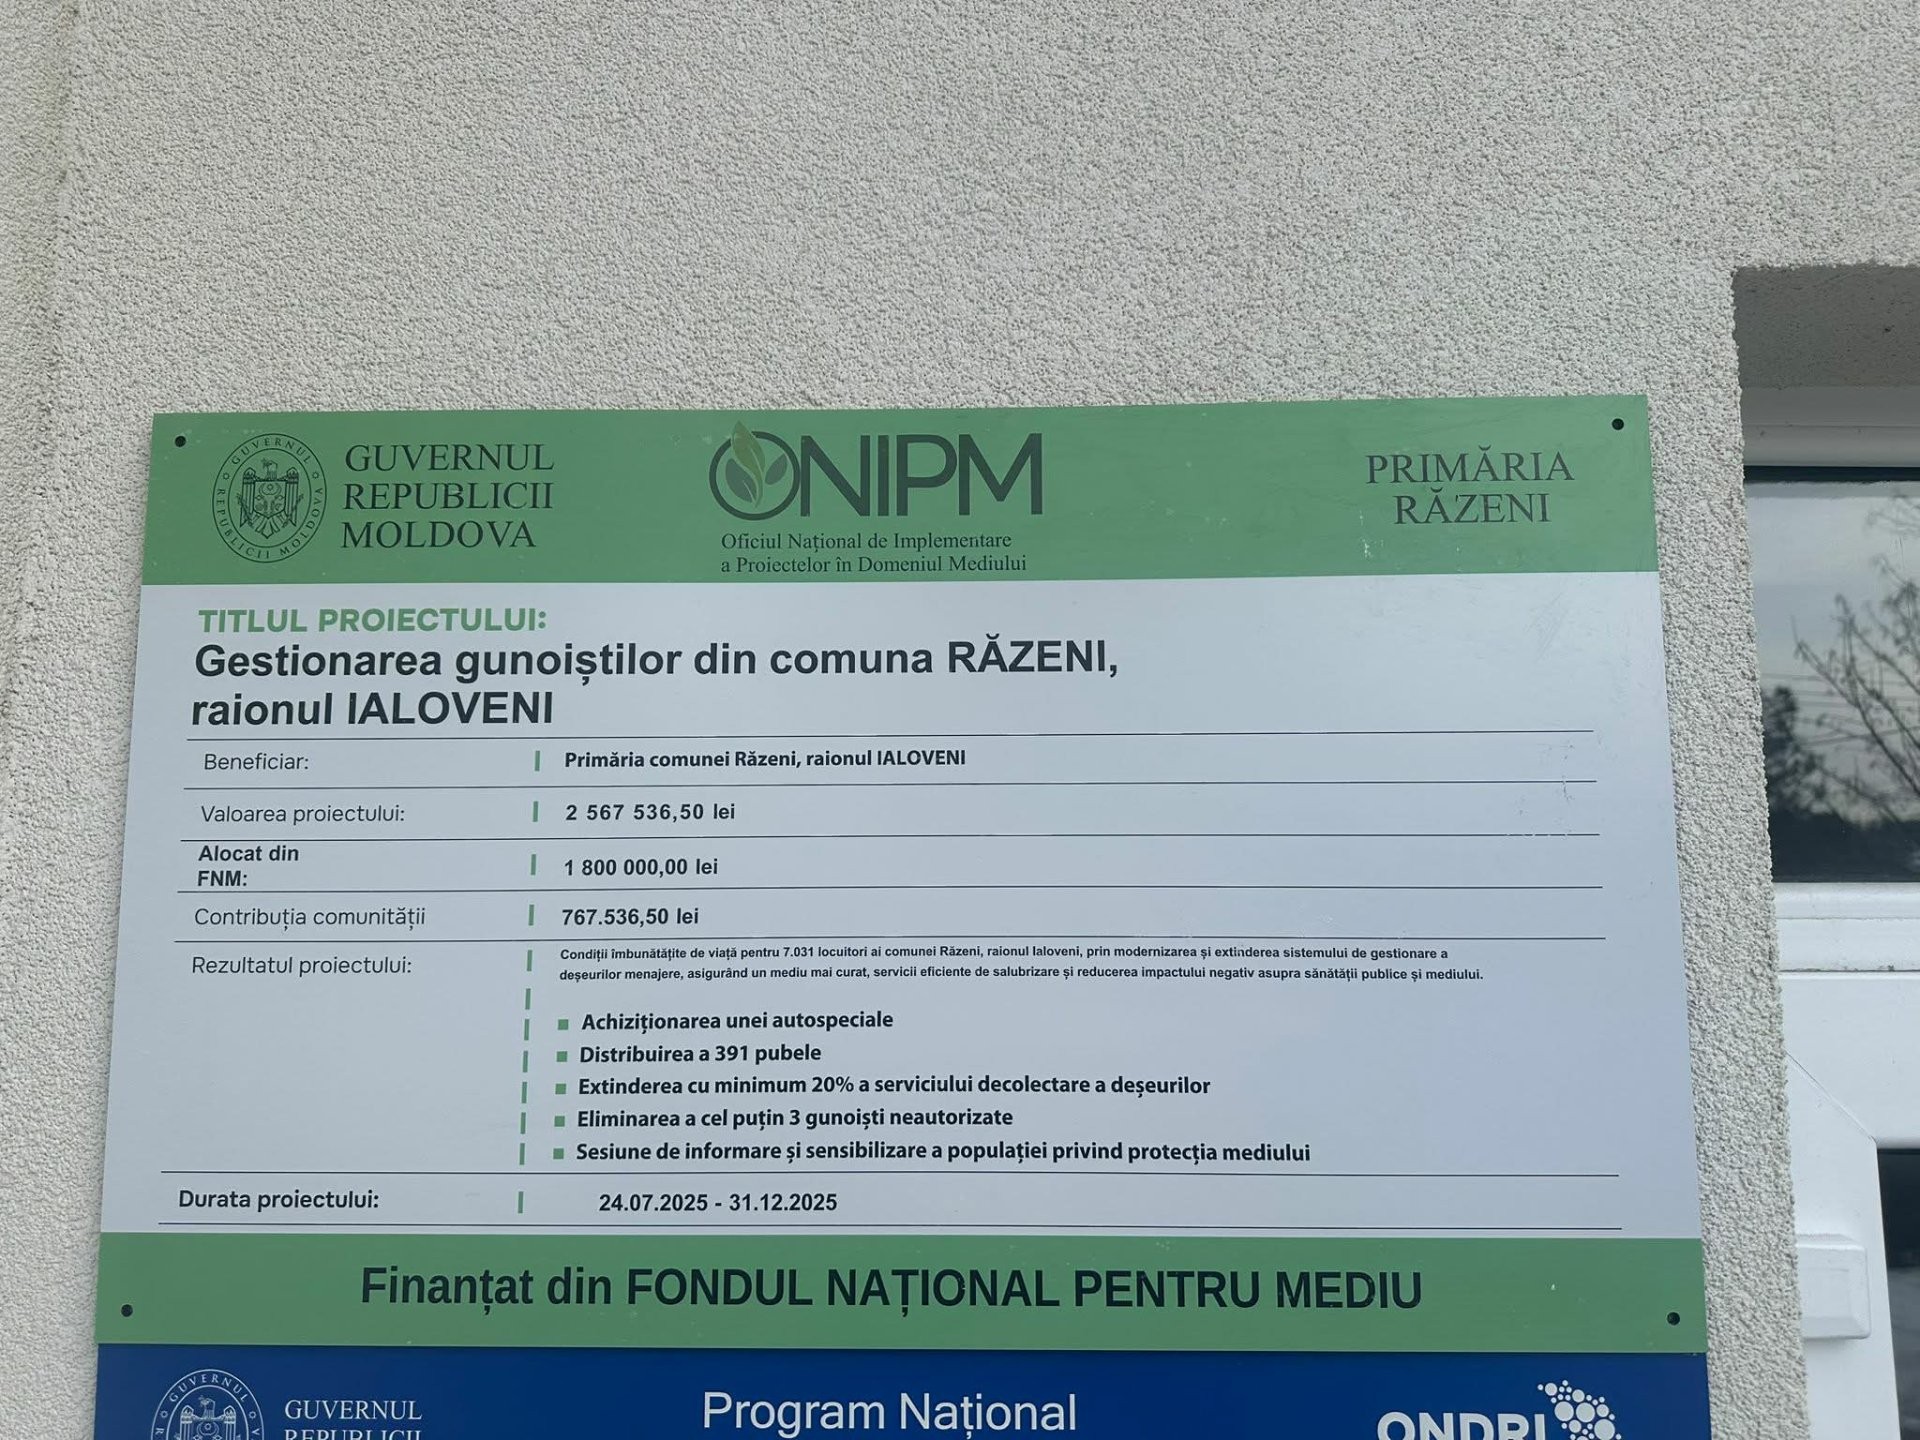 GUVERNUL
REPUBLICII
MOLDOVA
GUVERNUL
REPUBLICII MOLDOVA
ONIPM
Oficiul Național de Implementare
a Proiectelor în Domeniul Mediului
PRIMĂRIA
RĂZENI
TITLUL PROIECTULUI:
Gestionarea gunoiștilor din comuna RĂZENI,
raionul IALOVENI
Beneficiar: Primăria comunei Răzeni, raionul IALOVENI
Valoarea proiectului: 2 567 536,50 lei
Alocat din
FNM: 1 800 000,00 lei
Contribuția comunității 767.536,50 lei
Rezultatul proiectului: Condiții îmbunătățite de viață pentru 7.031 locuitori ai comunei Răzeni, raionul Ialoveni, prin modernizarea și extinderea sistemului de gestionare a
deșeurilor menajere, asigurând un mediu mai curat, servicii eficiente de salubrizare și reducerea impactului negativ asupra sănătății publice și mediului.
Achiziționarea unei autospeciale
Distribuirea a 391 pubele
Extinderea cu minimum 20% a serviciului decolectare a deșeurilor
Eliminarea a cel puțin 3 gunoiști neautorizate
Sesiune de informare și sensibilizare a populației privind protecția mediului
Durata proiectului: 24.07.2025 - 31.12.2025
Finanțat din FONDUL NAȚIONAL PENTRU MEDIU
GUVERNUL
GUVERNUL
REPUBLICII
Program Național
ONDRL